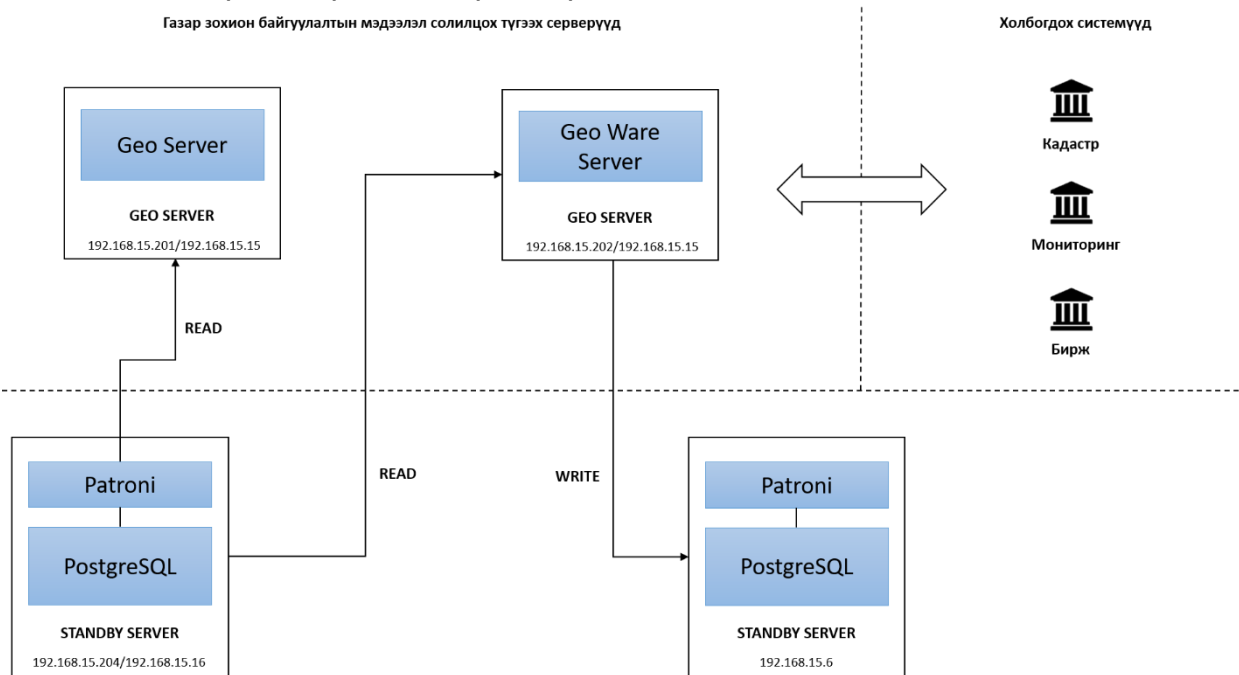 Газар зохион байгуулалтын мэдээлэл солилцох түгээх серверүүд
Холбогдох системүүд
Geo Server
GEO SERVER
192.168.15.201/192.168.15.15
Geo Ware
Server
GEO SERVER
192.168.15.202/192.168.15.15
Кадастр
Мониторинг
Бирж
READ
READ
WRITE
Patroni
PostgreSQL
STANDBY SERVER
192.168.15.204/192.168.15.16
Patroni
PostgreSQL
STANDBY SERVER
192.168.15.6